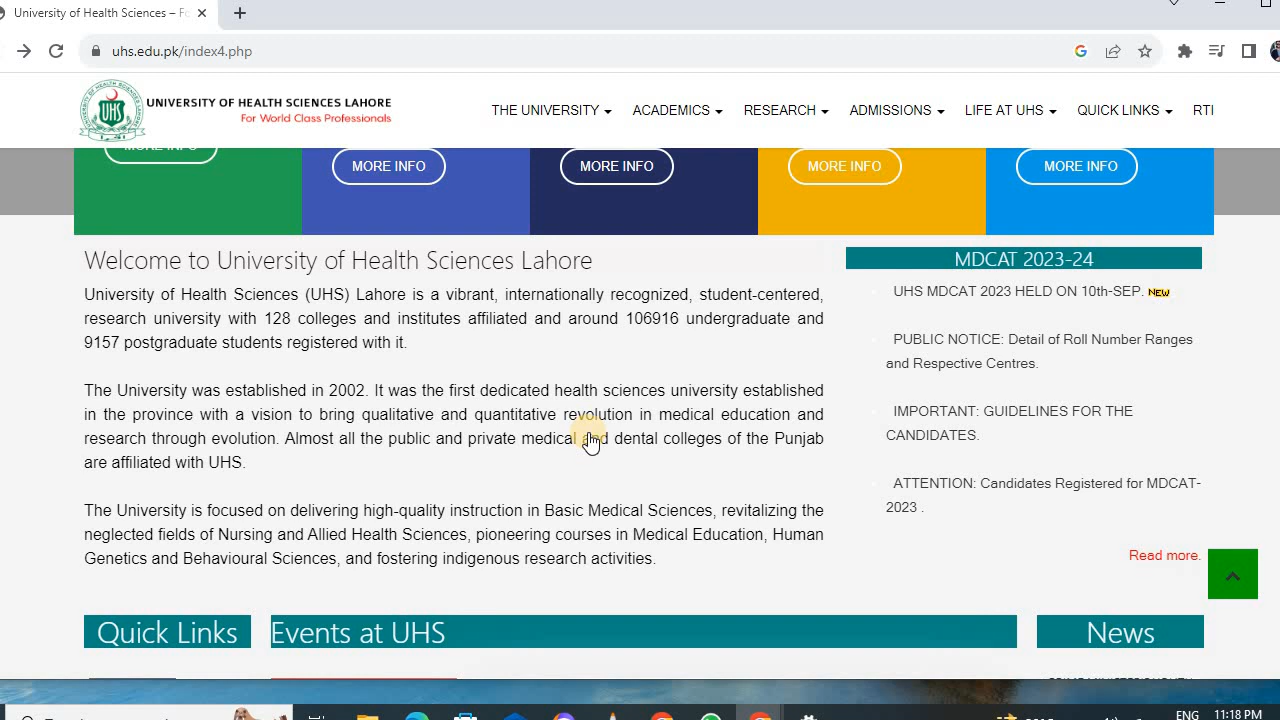 University of Health Sciences – Fo
uhs.edu.pk/index4.php
UHS
UNIVERSITY OF HEALTH SCIENCES LAHORE
For World Class Professionals
THE UNIVERSITY
ACADEMICS
RESEARCH
ADMISSIONS
LIFE AT UHS
QUICK LINKS
RTI
MORE INFO
MORE INFO
MORE INFO
MORE INFO
MORE INFO
Welcome to University of Health Sciences Lahore
University of Health Sciences (UHS) Lahore is a vibrant, internationally recognized, student-centered,
research university with 128 colleges and institutes affiliated and around 106916 undergraduate and
9157 postgraduate students registered with it.
The University was established in 2002. It was the first dedicated health sciences university established
in the province with a vision to bring qualitative and quantitative revolution in medical education and
research through evolution. Almost all the public and private medical and dental colleges of the Punjab
are affiliated with UHS.
The University is focused on delivering high-quality instruction in Basic Medical Sciences, revitalizing the
neglected fields of Nursing and Allied Health Sciences, pioneering courses in Medical Education, Human
Genetics and Behavioural Sciences, and fostering indigenous research activities.
MDCAT 2023-24
UHS MDCAT 2023 HELD ON 10th-SEP. NEW
PUBLIC NOTICE: Detail of Roll Number Ranges
and Respective Centres.
IMPORTANT: GUIDELINES FOR THE
CANDIDATES.
ATTENTION: Candidates Registered for MDCAT-
2023 .
Read more.
Quick Links
Events at UHS
News
ENG
11:18 PM